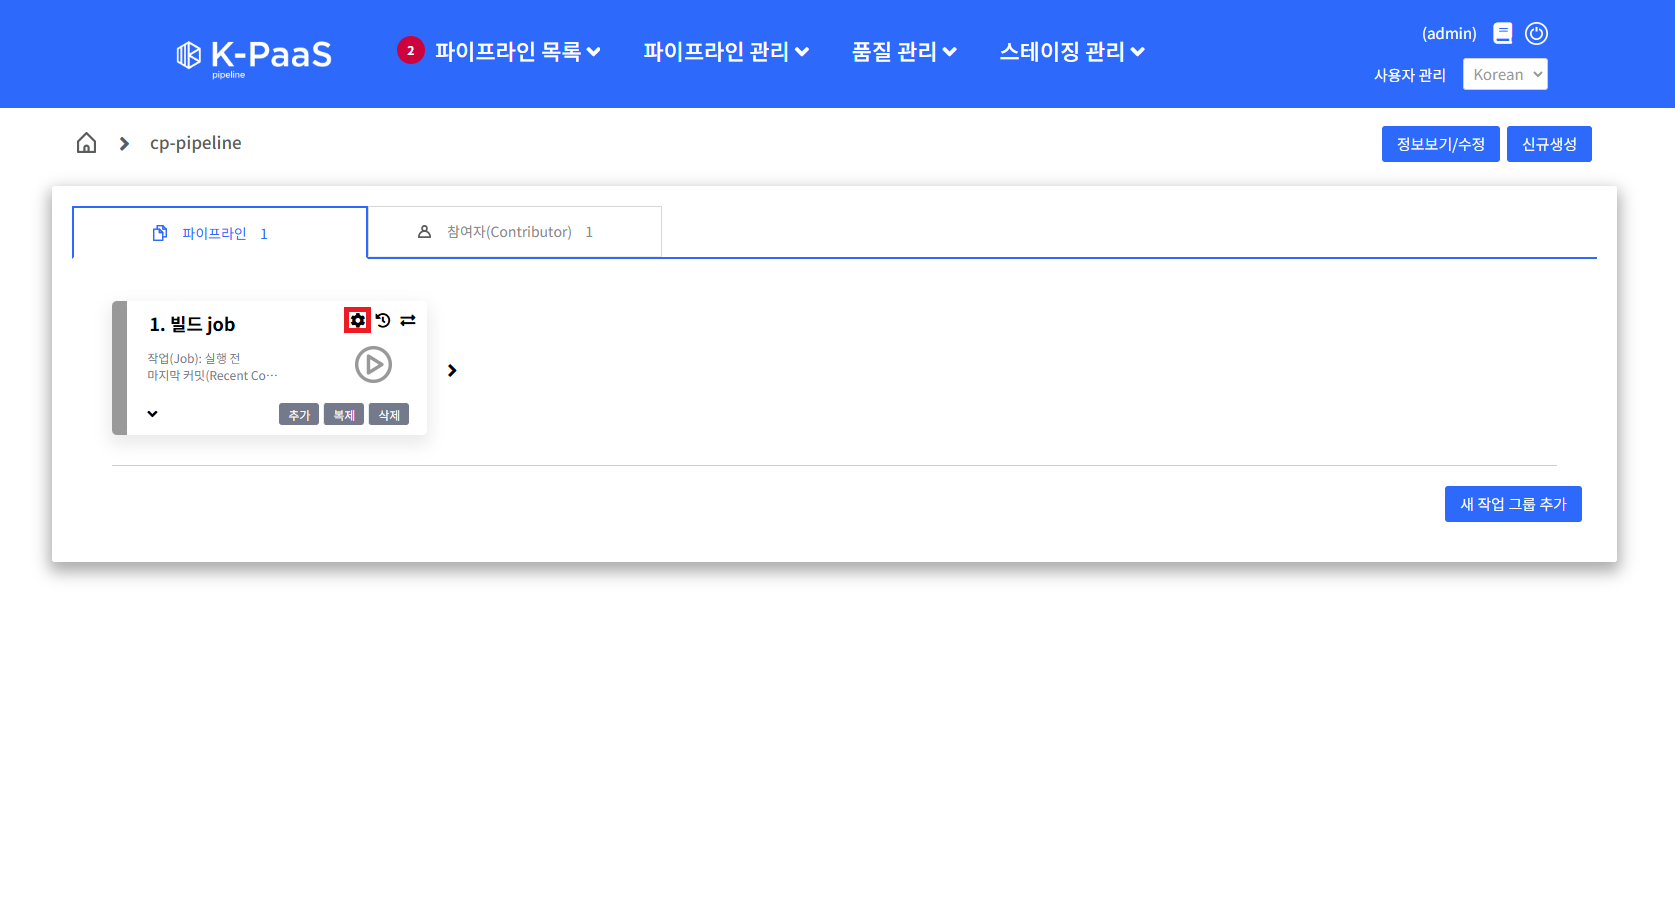 K-PaaS
pipeline
2 파이프라인 목록
파이프라인 관리
품질 관리
스테이징 관리
(admin)
사용자 관리
Korean
cp-pipeline
정보보기/수정
신규생성
파이프라인 1
참여자(Contributor) 1
1. 빌드 job
작업(Job): 실행 전
마지막 커밋(Recent Co…
추가
복제
삭제
새 작업 그룹 추가